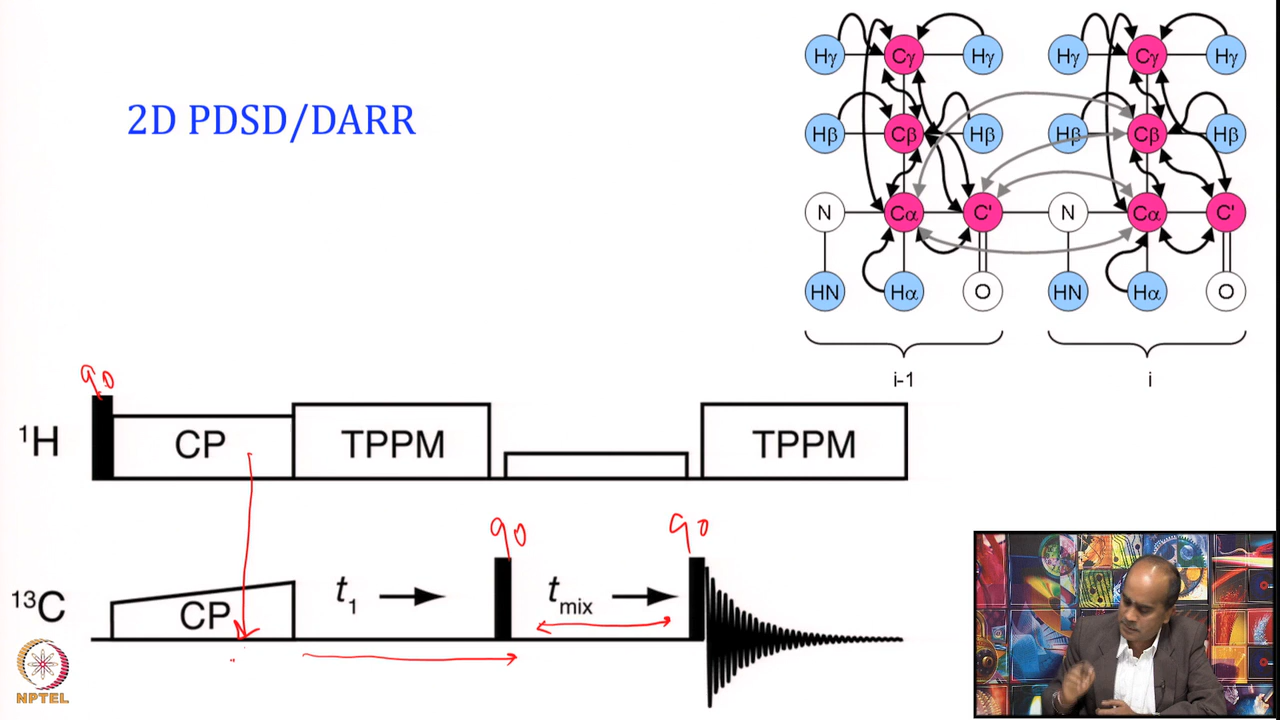 2D PDSD/DARR
Hγ Cγ Hγ Hγ Cγ Hγ
Hβ Cβ Hβ Hβ Cβ Hβ
N Cα C' N Cα C'
HN Hα O HN Hα O
i-1 i
90
¹H CP TPPM TPPM
90 90
¹³C CP t₁ t_mix
NPTEL